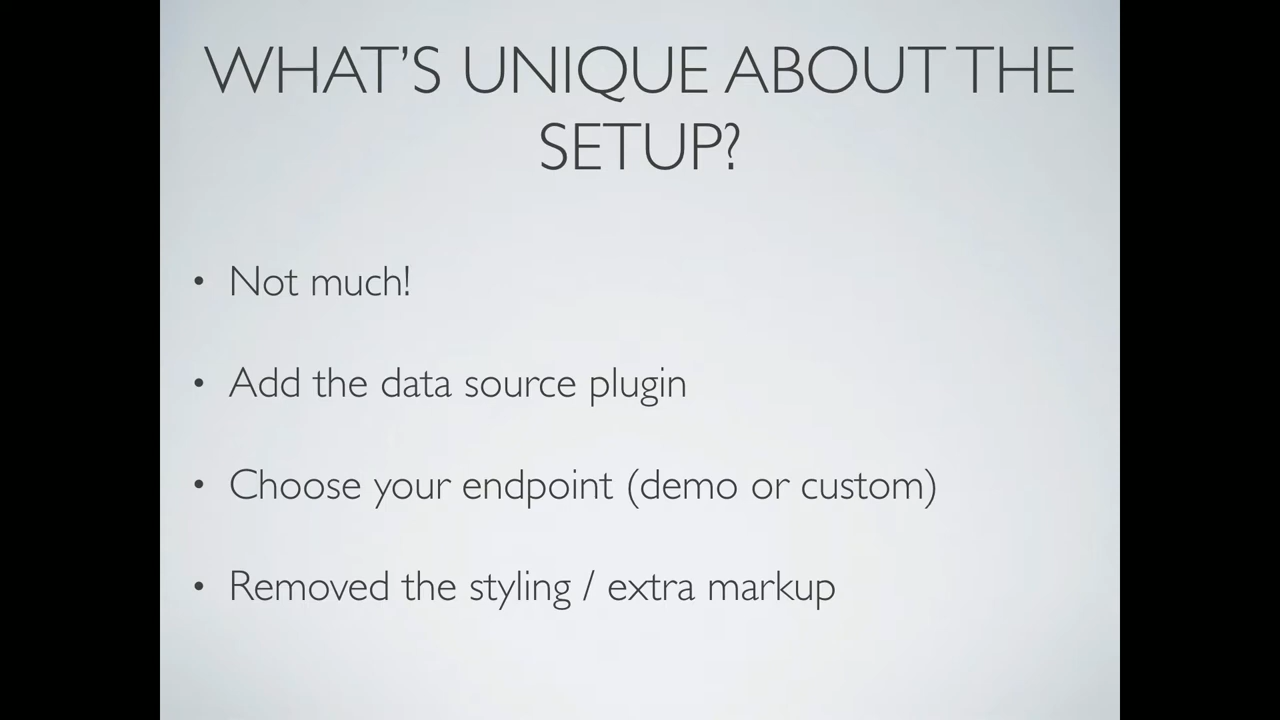 WHAT'S UNIQUE ABOUT THE
SETUP?
• Not much!
• Add the data source plugin
• Choose your endpoint (demo or custom)
• Removed the styling / extra markup